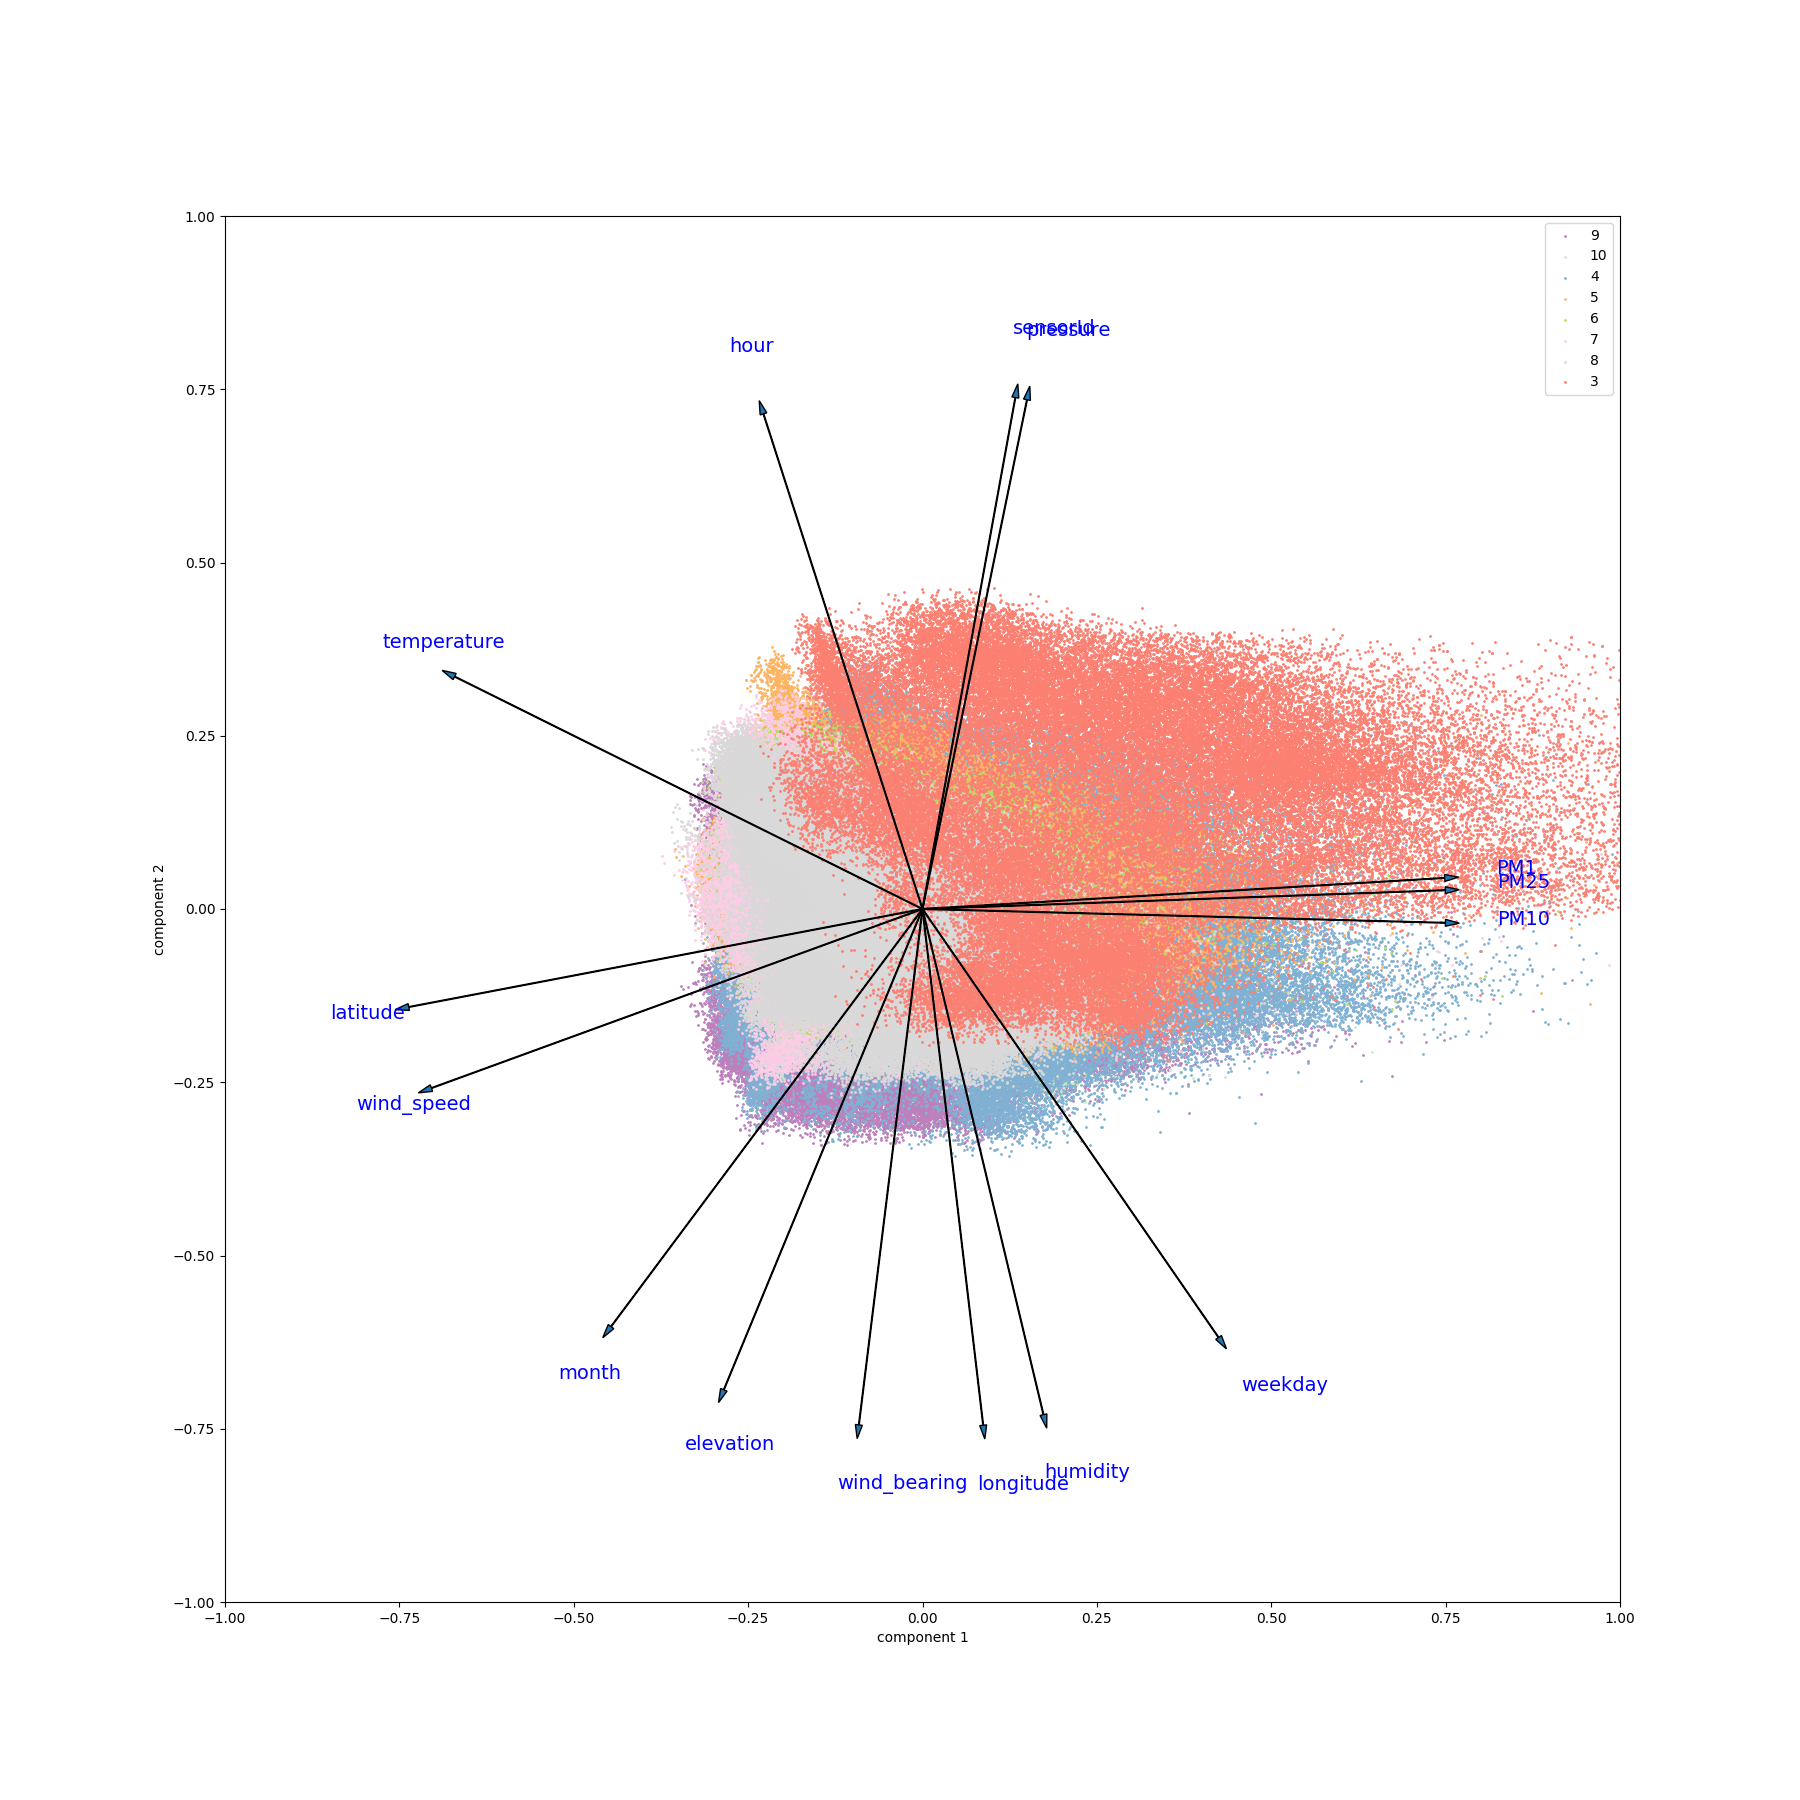 1.00
0.75
0.50
0.25
0.00
−0.25
−0.50
−0.75
−1.00
component 2
9
10
4
5
6
7
8
3
sensorid
pressure
hour
temperature
PM1
PM25
PM10
latitude
wind_speed
month
weekday
elevation
humidity
wind_bearing
longitude
−1.00 −0.75 −0.50 −0.25 0.00 0.25 0.50 0.75 1.00
component 1